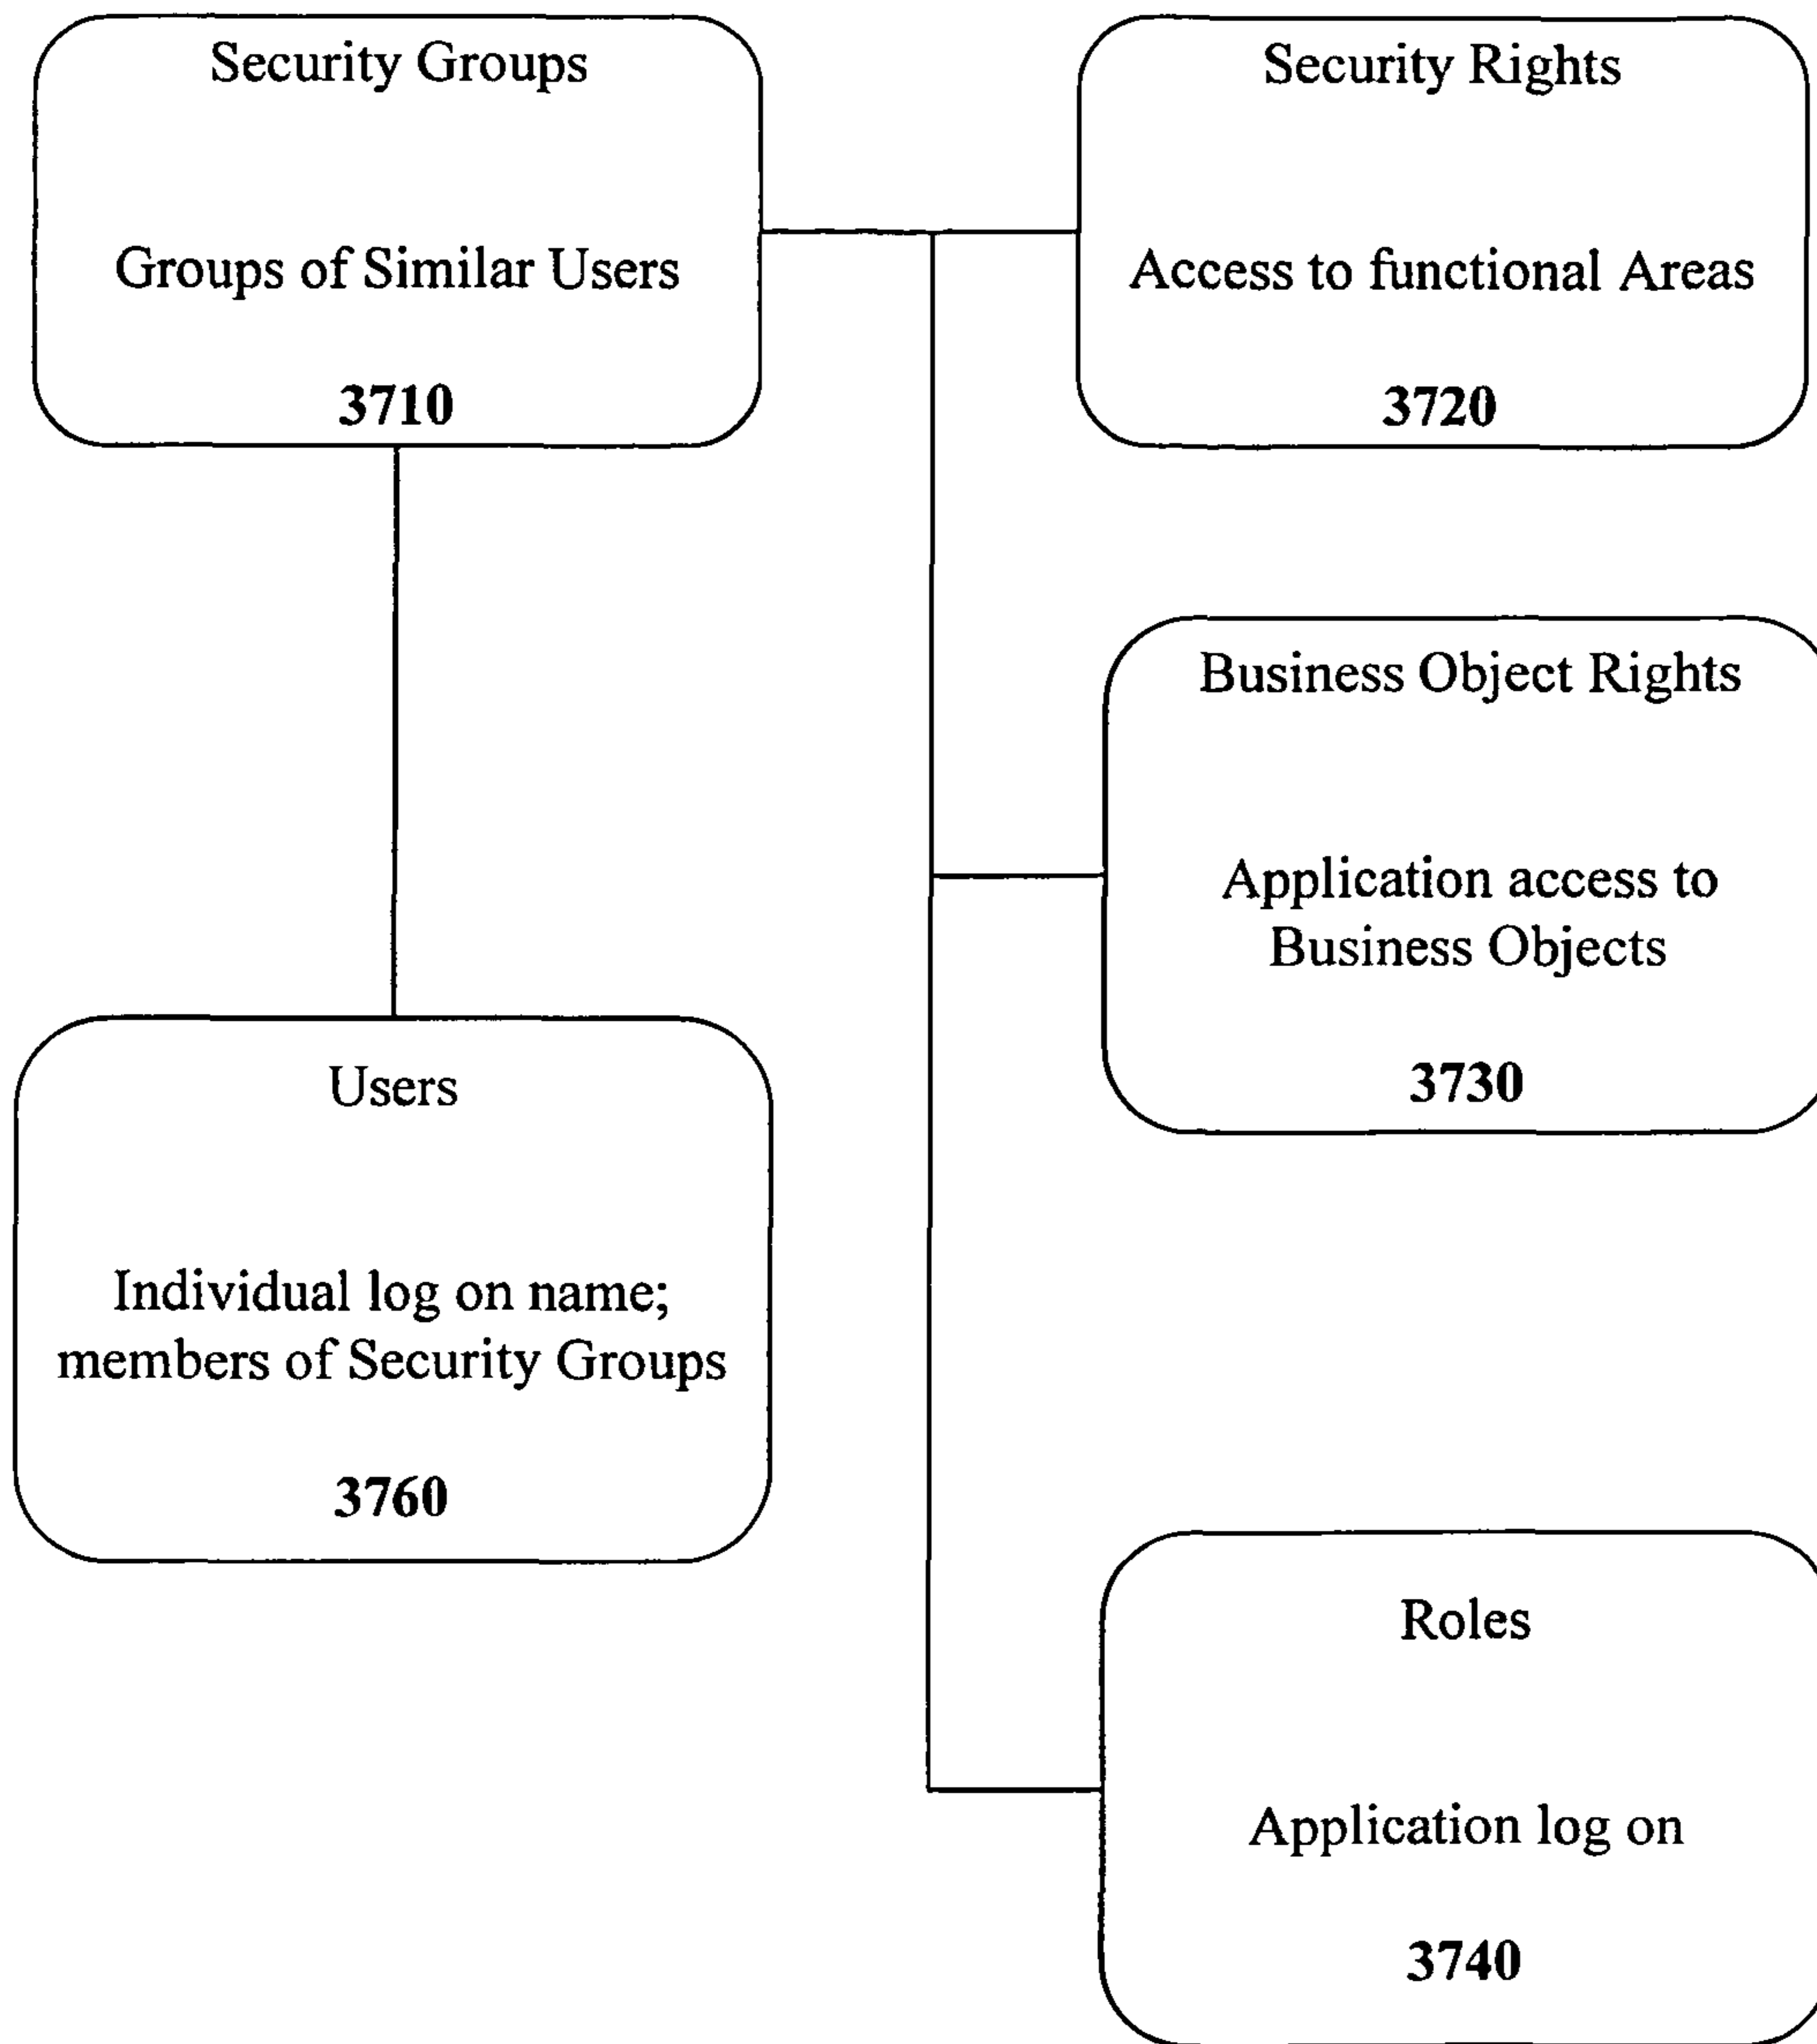 Security Groups
Groups of Similar Users
3710
Security Rights
Access to functional Areas
3720
Business Object Rights
Application access to
Business Objects
3730
Users
Individual log on name;
members of Security Groups
3760
Roles
Application log on
3740